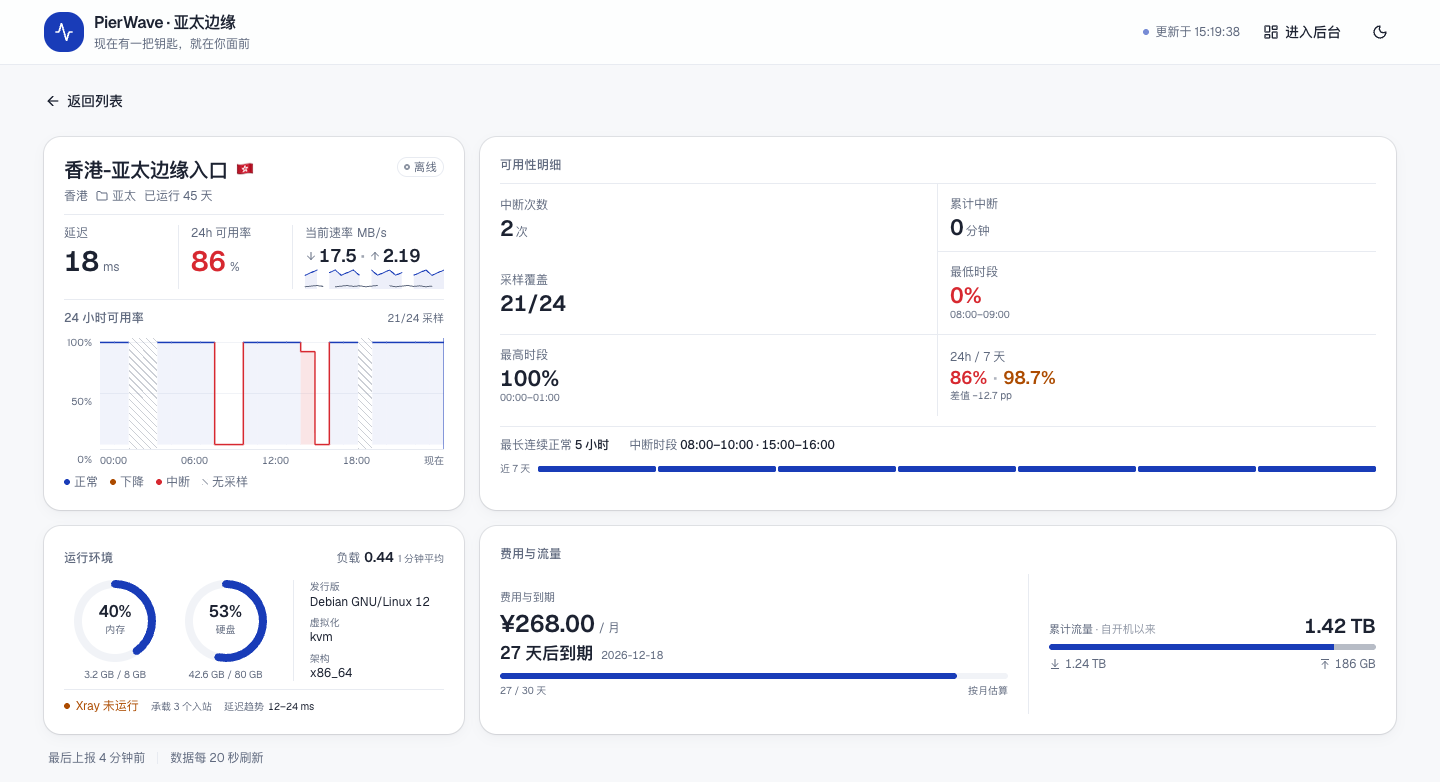 PierWave · 亚太边缘
现在有一把钥匙，就在你面前
更新于 15:19:38
进入后台
返回列表
香港-亚太边缘入口
离线
香港 亚太 已运行 45 天
延迟
18 ms
24h 可用率
86 %
当前速率 MB/s
↓ 17.5 · ↑ 2.19
24 小时可用率
21/24 采样
100%
50%
0%
00:00 06:00 12:00 18:00 现在
正常 下降 中断 无采样
可用性明细
中断次数
2 次
累计中断
0 分钟
采样覆盖
21/24
最低时段
0%
08:00–09:00
最高时段
100%
00:00–01:00
24h / 7 天
86% · 98.7%
差值 −12.7 pp
最长连续正常 5 小时 中断时段 08:00–10:00 · 15:00–16:00
近 7 天
运行环境
负载 0.44 1 分钟平均
40%
内存
3.2 GB / 8 GB
53%
硬盘
42.6 GB / 80 GB
发行版
Debian GNU/Linux 12
虚拟化
kvm
架构
x86_64
Xray 未运行 承载 3 个入站 延迟趋势 12–24 ms
费用与流量
费用与到期
¥268.00 / 月
27 天后到期 2026-12-18
27 / 30 天
按月估算
累计流量 · 自开机以来
1.42 TB
1.24 TB
186 GB
最后上报 4 分钟前
数据每 20 秒刷新